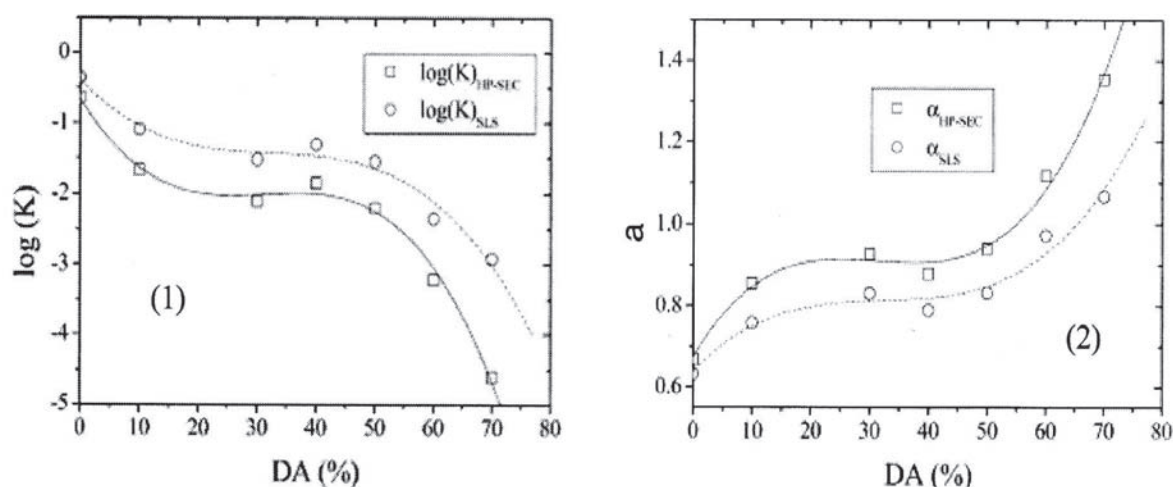 0
-1
-2
-3
-4
-5
log (K)
0 10 20 30 40 50 60 70 80
DA (%)
log(K)HP-SEC
log(K)SLS
(1)
1.4
1.2
1.0
0.8
0.6
a
0 10 20 30 40 50 60 70 80
DA (%)
αHP-SEC
αSLS
(2)